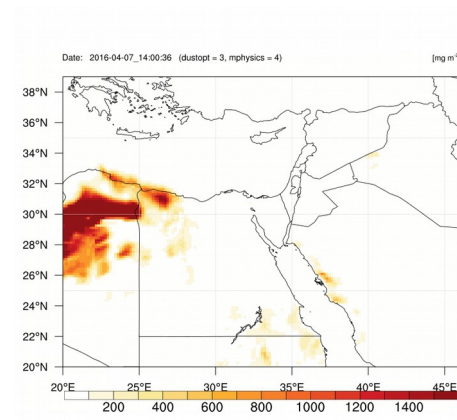 Date: 2016-04-07_14:00:36 (dustopt = 3, mphysics = 4) [mg m-
38°N
36°N
34°N
32°N
30°N
28°N
26°N
24°N
22°N
20°N
20°E 25°E 30°E 35°E 40°E 45°E
200 400 600 800 1000 1200 1400